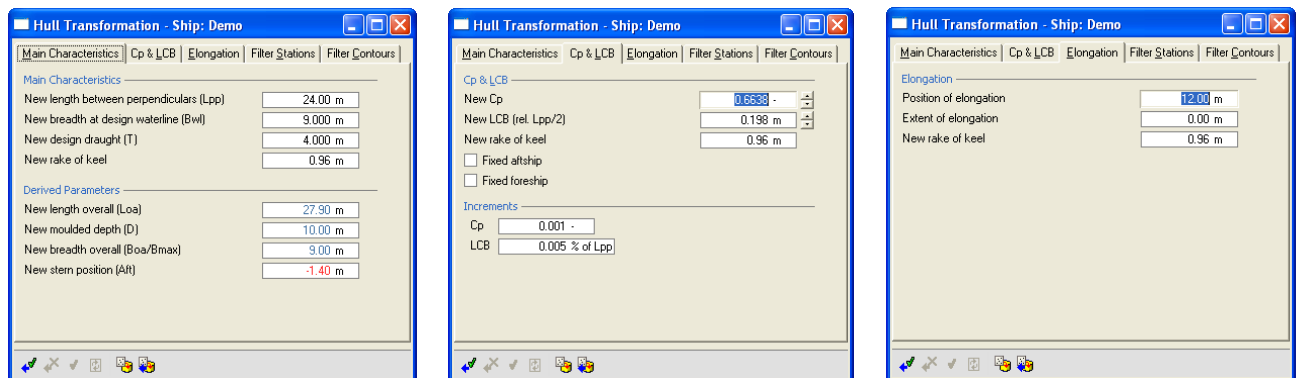 Hull Transformation - Ship: Demo
Main Characteristics Cp & LCB Elongation Filter Stations Filter Contours
Main Characteristics
New length between perpendiculars (Lpp) 24.00 m
New breadth at design waterline (Bwl) 9.000 m
New design draught (T) 4.000 m
New rake of keel 0.96 m
Derived Parameters
New length overall (Loa) 27.90 m
New moulded depth (D) 10.00 m
New breadth overall (Boa/Bmax) 9.00 m
New stern position (Aft) -1.40 m
Hull Transformation - Ship: Demo
Main Characteristics Cp & LCB Elongation Filter Stations Filter Contours
Cp & LCB
New Cp 0.6638 -
New LCB (rel. Lpp/2) 0.198 m
New rake of keel 0.96 m
Fixed aftship
Fixed foreship
Increments
Cp 0.001 -
LCB 0.005 % of Lpp
Hull Transformation - Ship: Demo
Main Characteristics Cp & LCB Elongation Filter Stations Filter Contours
Elongation
Position of elongation 12.00 m
Extent of elongation 0.00 m
New rake of keel 0.96 m